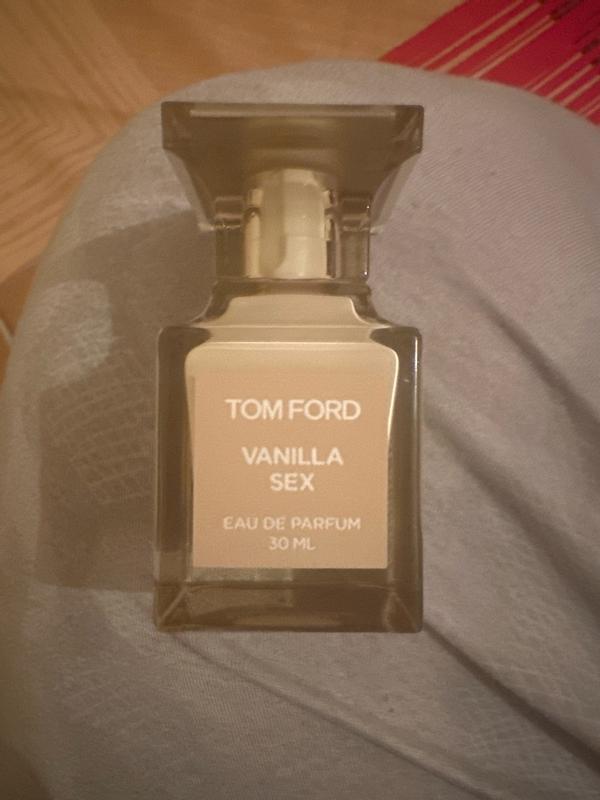 TOM FORD
VANILLA
SEX
EAU DE PARFUM
30 ML